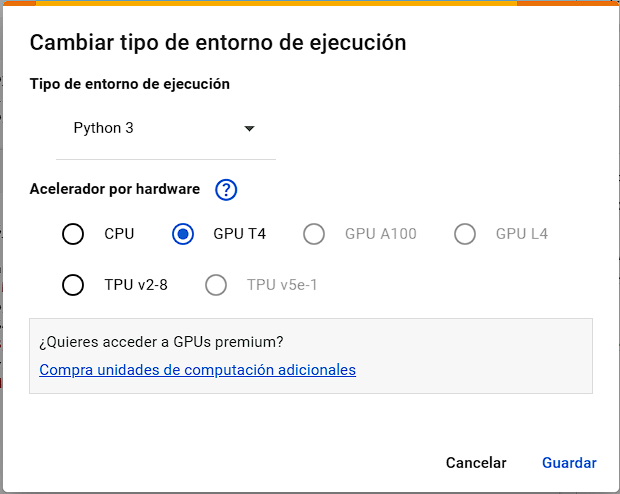 Cambiar tipo de entorno de ejecución
Tipo de entorno de ejecución
Python 3
Acelerador por hardware ?
CPU GPU T4 GPU A100 GPU L4
TPU v2-8 TPU v5e-1
¿Quieres acceder a GPUs premium?
Compra unidades de computación adicionales
Cancelar Guardar